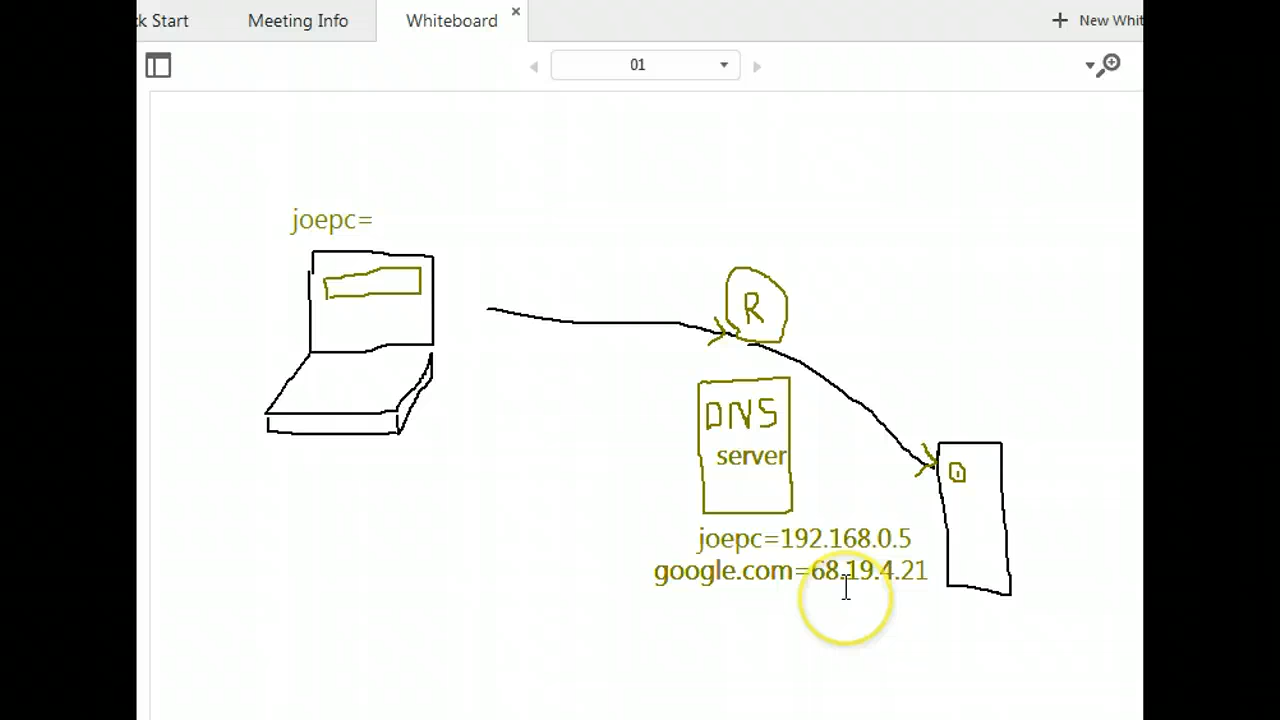 ck Start Meeting Info Whiteboard × + New Whit
01
joepc=
R
DNS
server
joepc=192.168.0.5
google.com=68.19.4.21